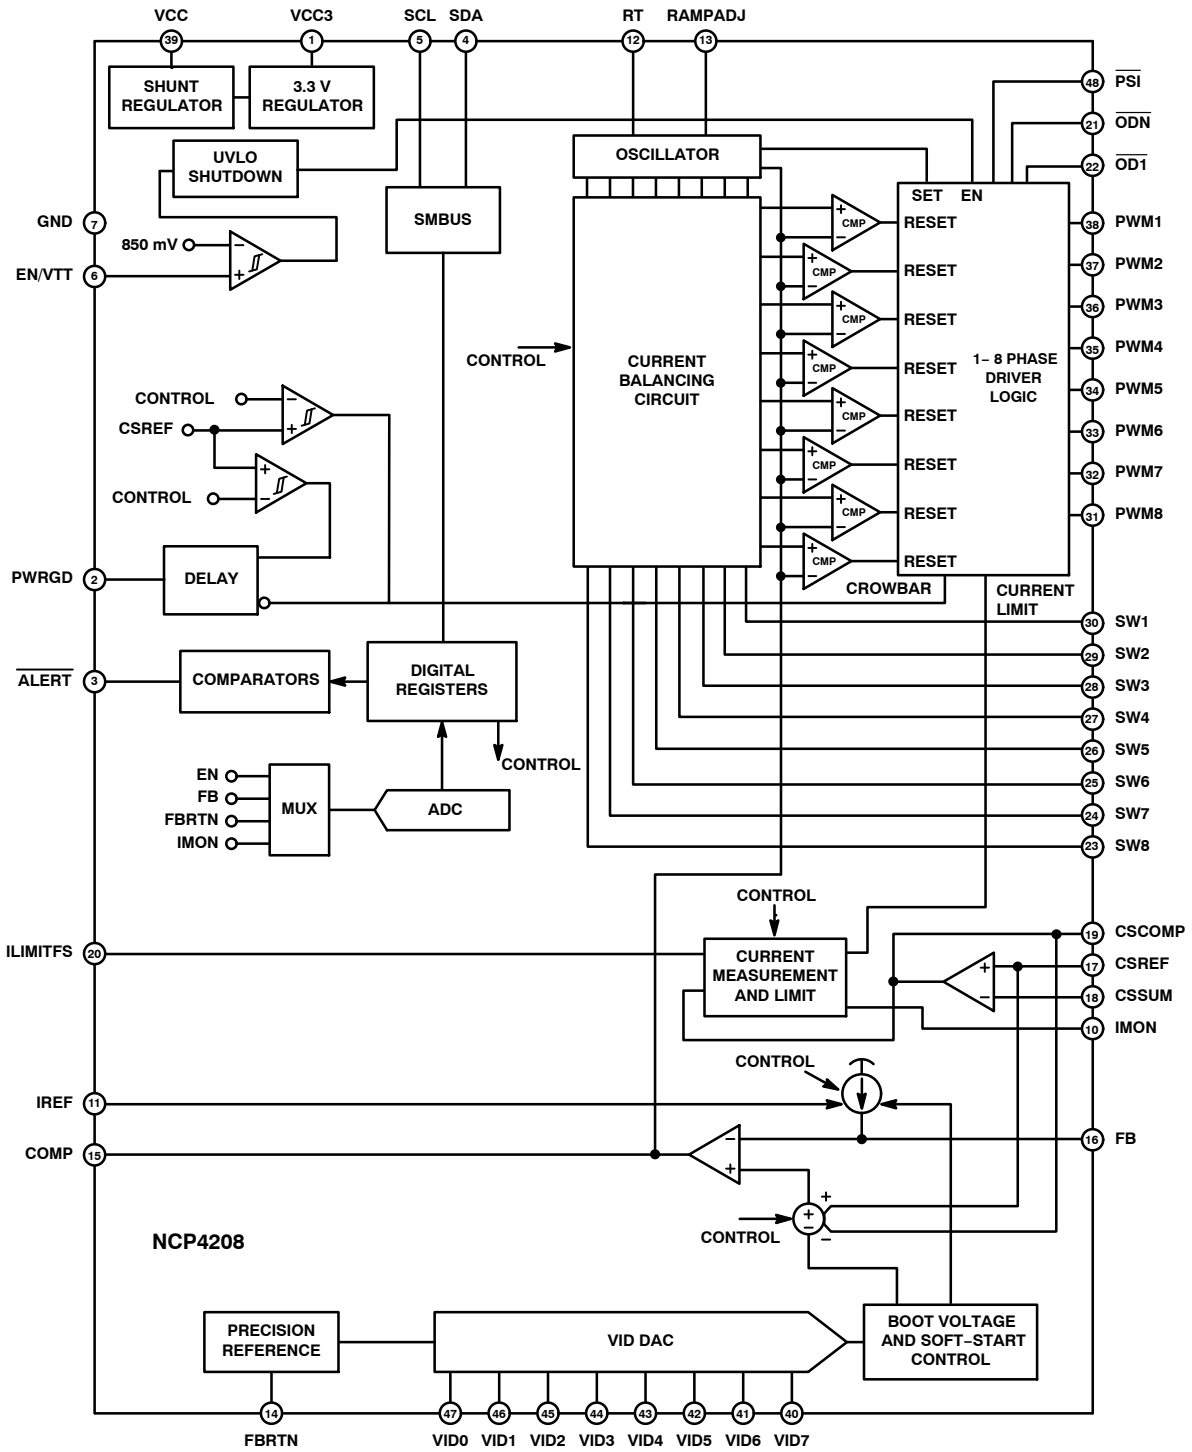 VCC VCC3 SCL SDA RT RAMPADJ
39 1 5 4 12 13
SHUNT
REGULATOR
3.3 V
REGULATOR
48 PSI
21 ODN
22 OD1
UVLO
SHUTDOWN
OSCILLATOR
SMBUS
SET EN
GND 7
850 mV
−
+
EN/VTT 6
CONTROL
CURRENT
BALANCING
CIRCUIT
+
CMP
−
RESET
+
CMP
−
RESET
+
CMP
−
RESET
+
CMP
−
RESET
+
CMP
−
RESET
+
CMP
−
RESET
+
CMP
−
RESET
+
CMP
−
RESET
1− 8 PHASE
DRIVER
LOGIC
38 PWM1
37 PWM2
36 PWM3
35 PWM4
34 PWM5
33 PWM6
32 PWM7
31 PWM8
CONTROL
−
CSREF
+
+
CONTROL
−
PWRGD 2
DELAY
CROWBAR
CURRENT
LIMIT
30 SW1
29 SW2
28 SW3
27 SW4
26 SW5
25 SW6
24 SW7
23 SW8
ALERT 3
COMPARATORS
DIGITAL
REGISTERS
CONTROL
EN
FB
FBRTN
IMON
MUX
ADC
CONTROL
ILIMITFS 20
CURRENT
MEASUREMENT
AND LIMIT
+
−
19 CSCOMP
17 CSREF
18 CSSUM
10 IMON
CONTROL
IREF 11
COMP 15
−
+
16 FB
+
+
−
−
CONTROL
NCP4208
PRECISION
REFERENCE
VID DAC
BOOT VOLTAGE
AND SOFT−START
CONTROL
14 47 46 45 44 43 42 41 40
FBRTN VID0 VID1 VID2 VID3 VID4 VID5 VID6 VID7